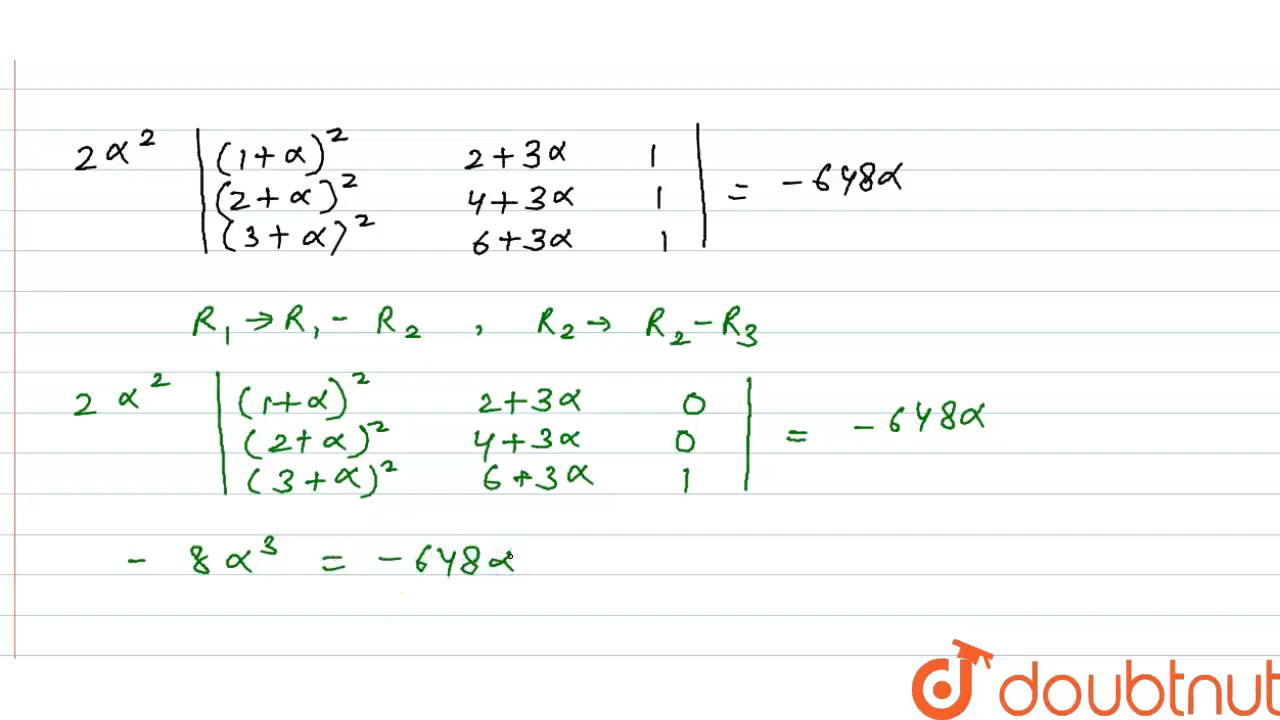 2α² | (1+α)² 2+3α 1 |
| (2+α)² 4+3α 1 | = -648α
| (3+α)² 6+3α 1 |
R₁ → R₁ - R₂ , R₂ → R₂ - R₃
2α² | (1+α)² 2+3α 0 |
| (2+α)² 4+3α 0 | = -648α
| (3+α)² 6+3α 1 |
- 8α³ = -648α
doubtnut